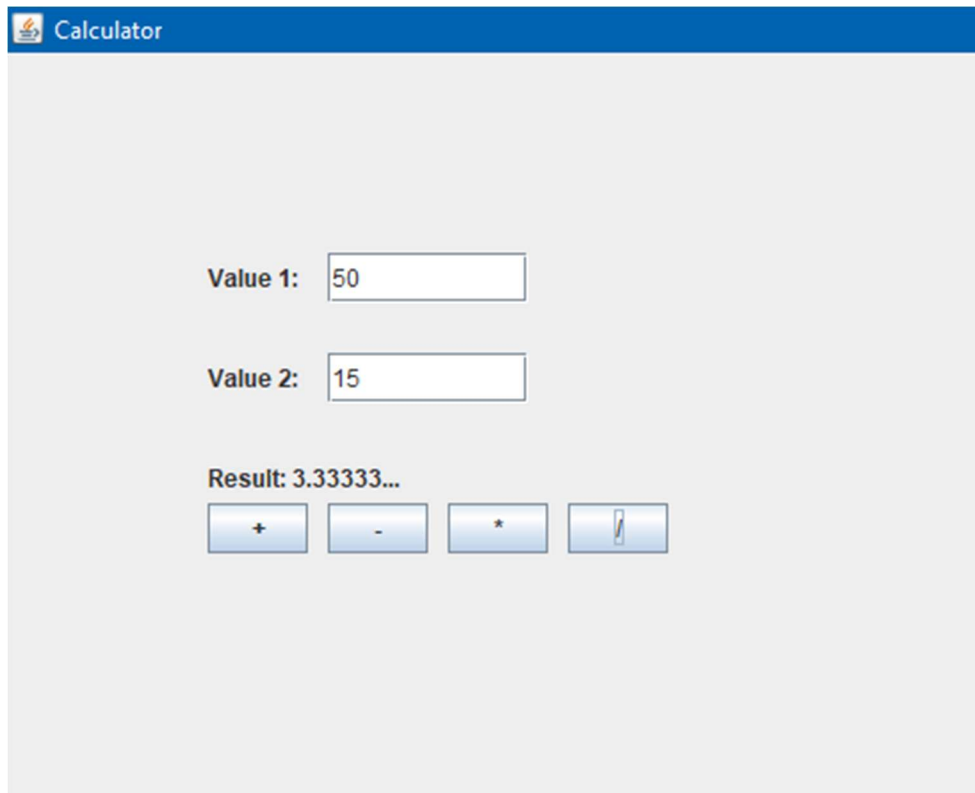 Calculator
Value 1: 50
Value 2: 15
Result: 3.33333...
+ - * /